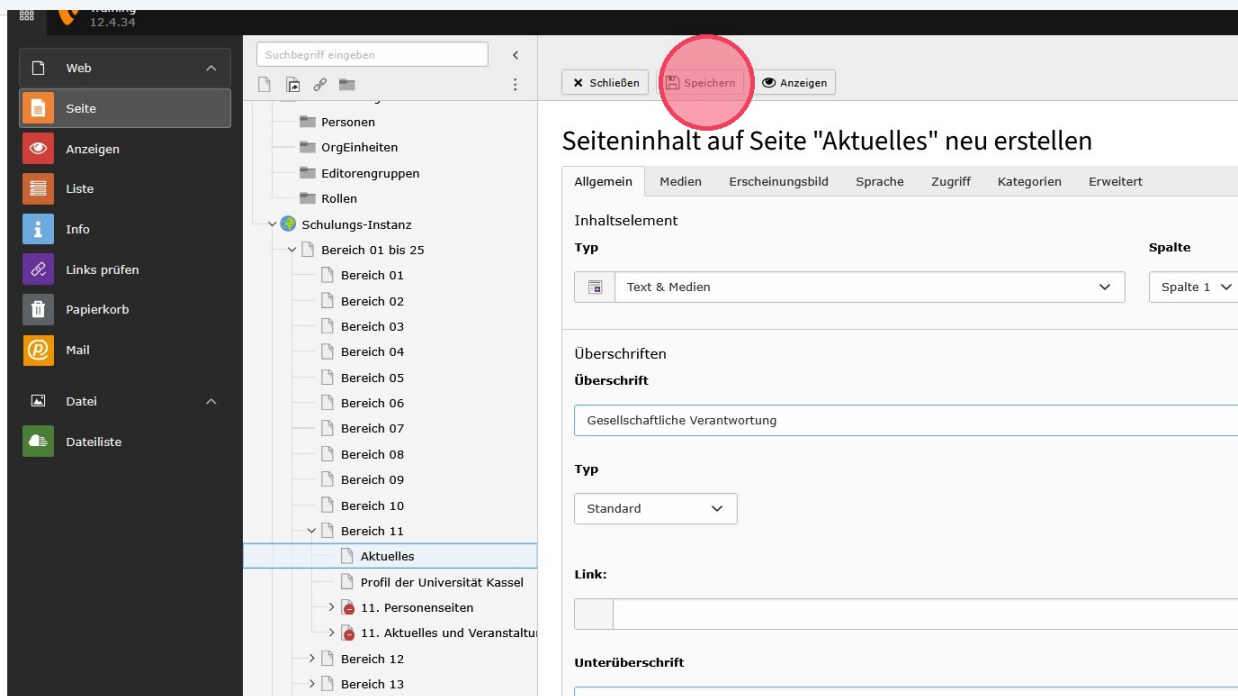 Training
12.4.34
Web
Seite
Anzeigen
Liste
Info
Links prüfen
Papierkorb
Mail
Datei
Dateiliste
Suchbegriff eingeben
Personen
OrgEinheiten
Editorengruppen
Rollen
Schulungs-Instanz
Bereich 01 bis 25
Bereich 01
Bereich 02
Bereich 03
Bereich 04
Bereich 05
Bereich 06
Bereich 07
Bereich 08
Bereich 09
Bereich 10
Bereich 11
Aktuelles
Profil der Universität Kassel
11. Personenseiten
11. Aktuelles und Veranstaltu
Bereich 12
Bereich 13
Schließen Speichern Anzeigen
Seiteninhalt auf Seite "Aktuelles" neu erstellen
Allgemein Medien Erscheinungsbild Sprache Zugriff Kategorien Erweitert
Inhaltselement
Typ Spalte
Text & Medien Spalte 1
Überschriften
Überschrift
Gesellschaftliche Verantwortung
Typ
Standard
Link:
Unterüberschrift